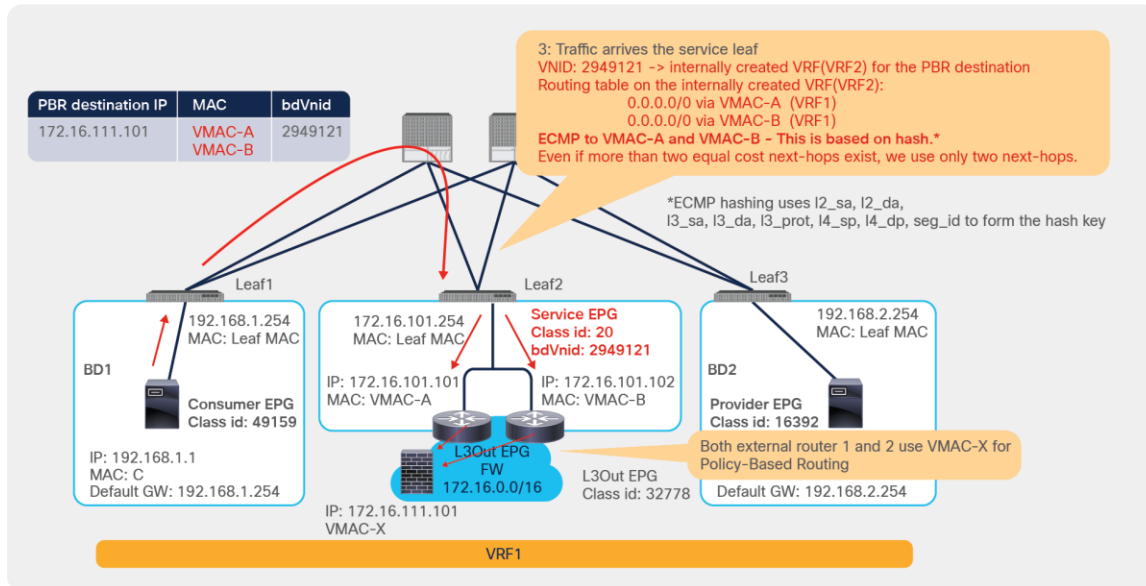 3: Traffic arrives the service leaf
VNID: 2949121 -> internally created VRF(VRF2) for the PBR destination
Routing table on the internally created VRF(VRF2):
0.0.0.0/0 via VMAC-A (VRF1)
0.0.0.0/0 via VMAC-B (VRF1)
ECMP to VMAC-A and VMAC-B - This is based on hash.*
Even if more than two equal cost next-hops exist, we use only two next-hops.
PBR destination IP MAC bdVnid
172.16.111.101 VMAC-A 2949121
VMAC-B
*ECMP hashing uses l2_sa, l2_da,
l3_sa, l3_da, l3_prot, l4_sp, l4_dp, seg_id to form the hash key
Leaf1
192.168.1.254
MAC: Leaf MAC
BD1
Consumer EPG
Class id: 49159
IP: 192.168.1.1
MAC: C
Default GW: 192.168.1.254
Leaf2
172.16.101.254
MAC: Leaf MAC
Service EPG
Class id: 20
bdVnid: 2949121
IP: 172.16.101.101
MAC: VMAC-A
IP: 172.16.101.102
MAC: VMAC-B
L3Out EPG
FW
172.16.0.0/16
IP: 172.16.111.101
VMAC-X
L3Out EPG
Class id: 32778
Leaf3
192.168.2.254
MAC: Leaf MAC
BD2
Provider EPG
Class id: 16392
Both external router 1 and 2 use VMAC-X for
Policy-Based Routing
Default GW: 192.168.2.254
VRF1